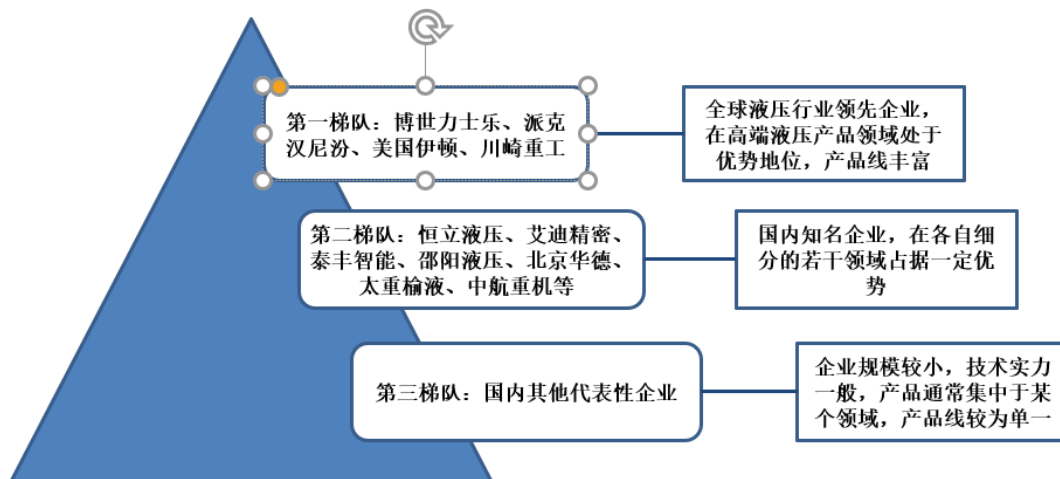 第一梯队：博世力士乐、派克
汉尼汾、美国伊顿、川崎重工
全球液压行业领先企业，
在高端液压产品领域处于
优势地位，产品线丰富
第二梯队：恒立液压、艾迪精密、
泰丰智能、邵阳液压、北京华德、
太重榆液、中航重机等
国内知名企业，在各自细
分的若干领域占据一定优
势
第三梯队：国内其他代表性企业
企业规模较小，技术实力
一般，产品通常集中于某
个领域，产品线较为单一